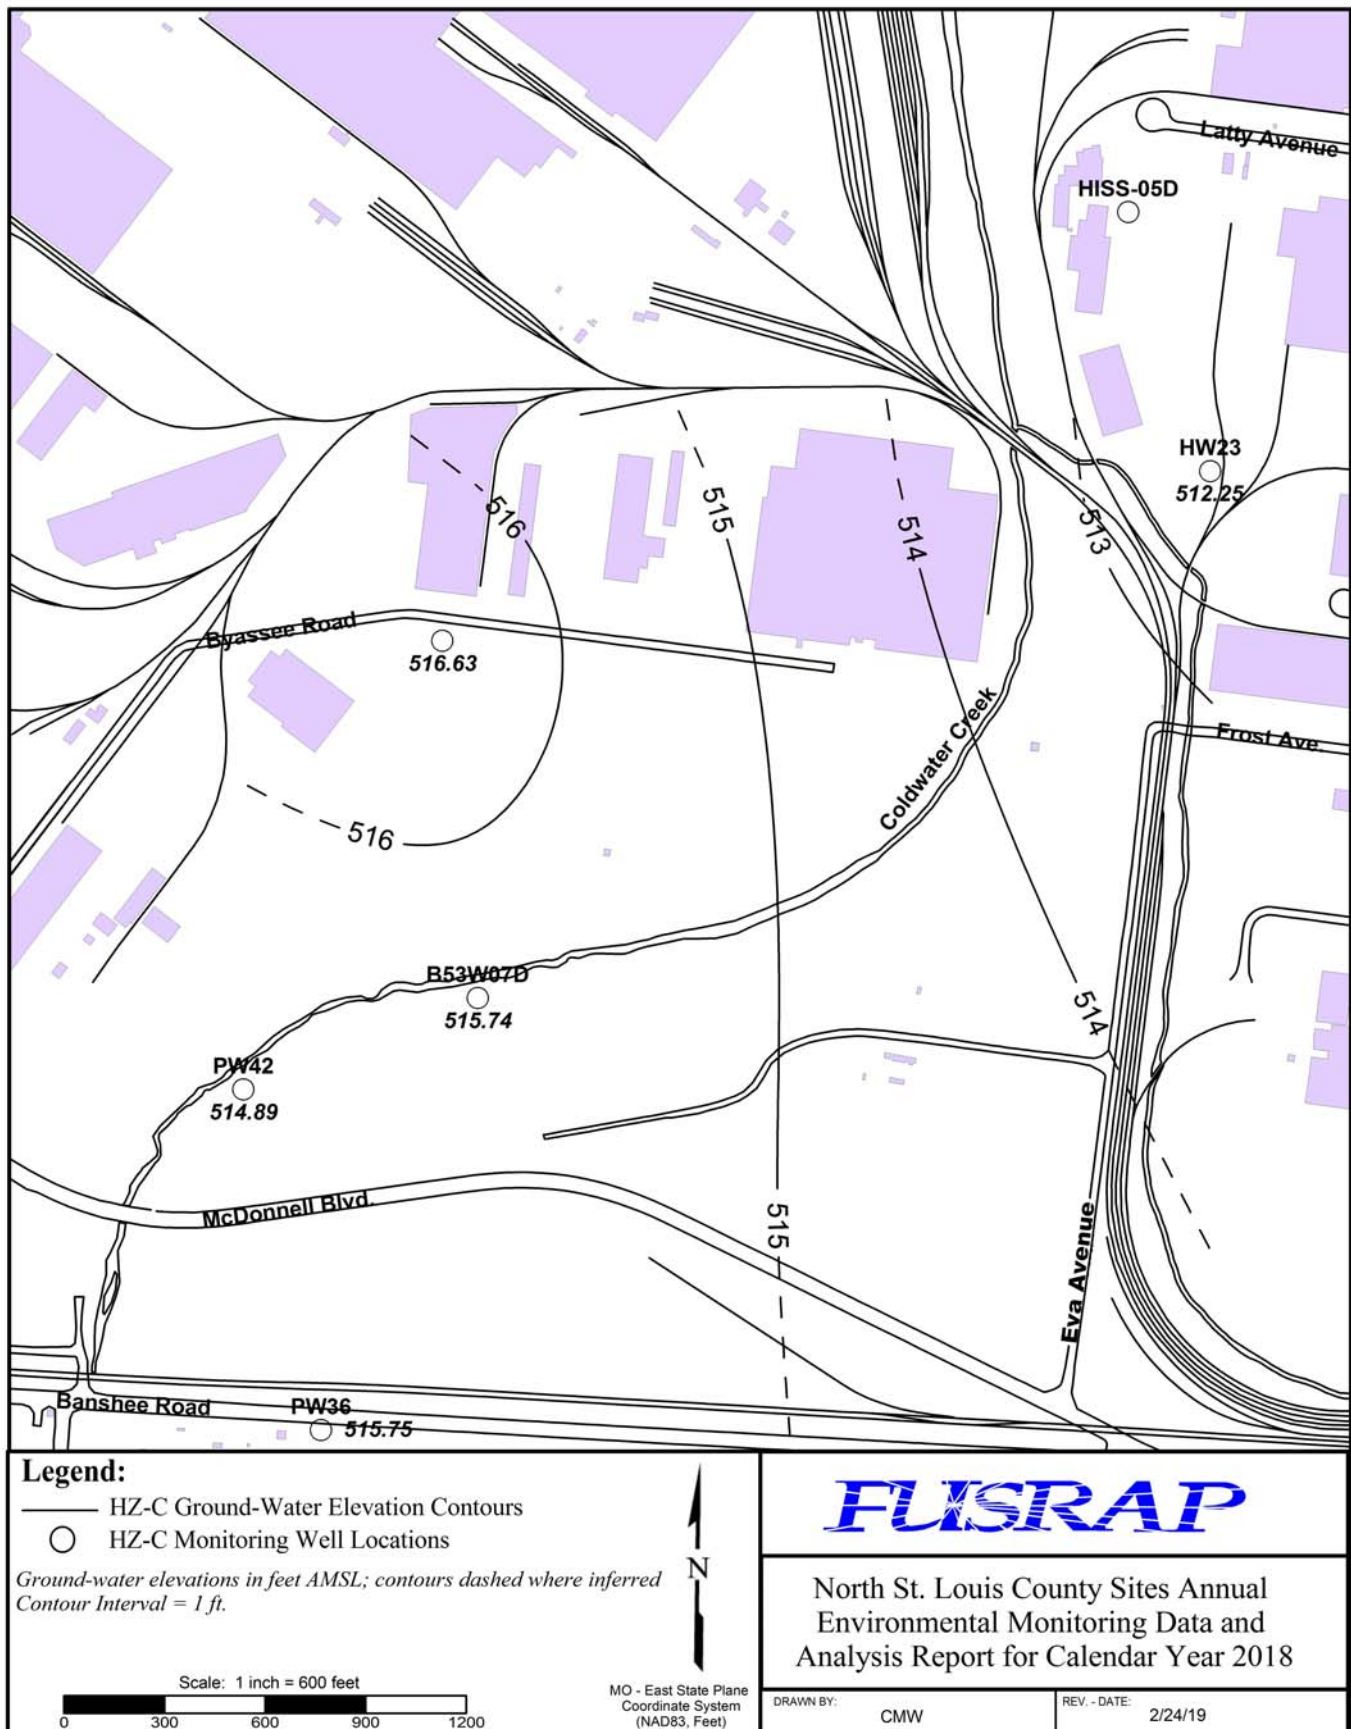 Latty Avenue
HISS-05D
HW23
512.25
516
515
514
513
Byassee Road
516.63
Coldwater Creek
Frost Ave.
516
B53W07D
515.74
514
PW42
514.89
McDonnell Blvd.
515
Eva Avenue
Banshee Road
PW36
515.75
Legend:
HZ-C Ground-Water Elevation Contours
HZ-C Monitoring Well Locations
Ground-water elevations in feet AMSL; contours dashed where inferred
Contour Interval = 1 ft.
Scale: 1 inch = 600 feet
0 300 600 900 1200
N
MO - East State Plane
Coordinate System
(NAD83, Feet)
FUSRAP
North St. Louis County Sites Annual
Environmental Monitoring Data and
Analysis Report for Calendar Year 2018
DRAWN BY:
CMW
REV. - DATE:
2/24/19